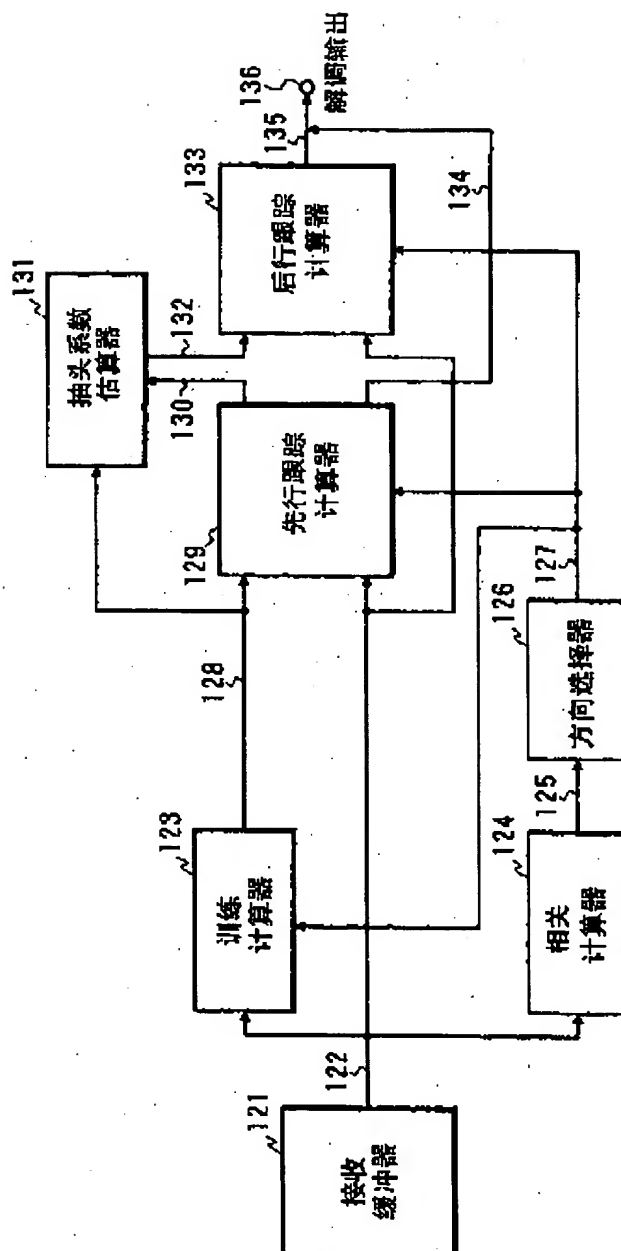 121
接收
缓冲器
122
123
训练
计算器
124
相关
计算器
125
126
方向选择器
127
128
129
先行跟踪
计算器
130
131
抽头系数
估算器
132
133
后行跟踪
计算器
134
135
136
解调输出